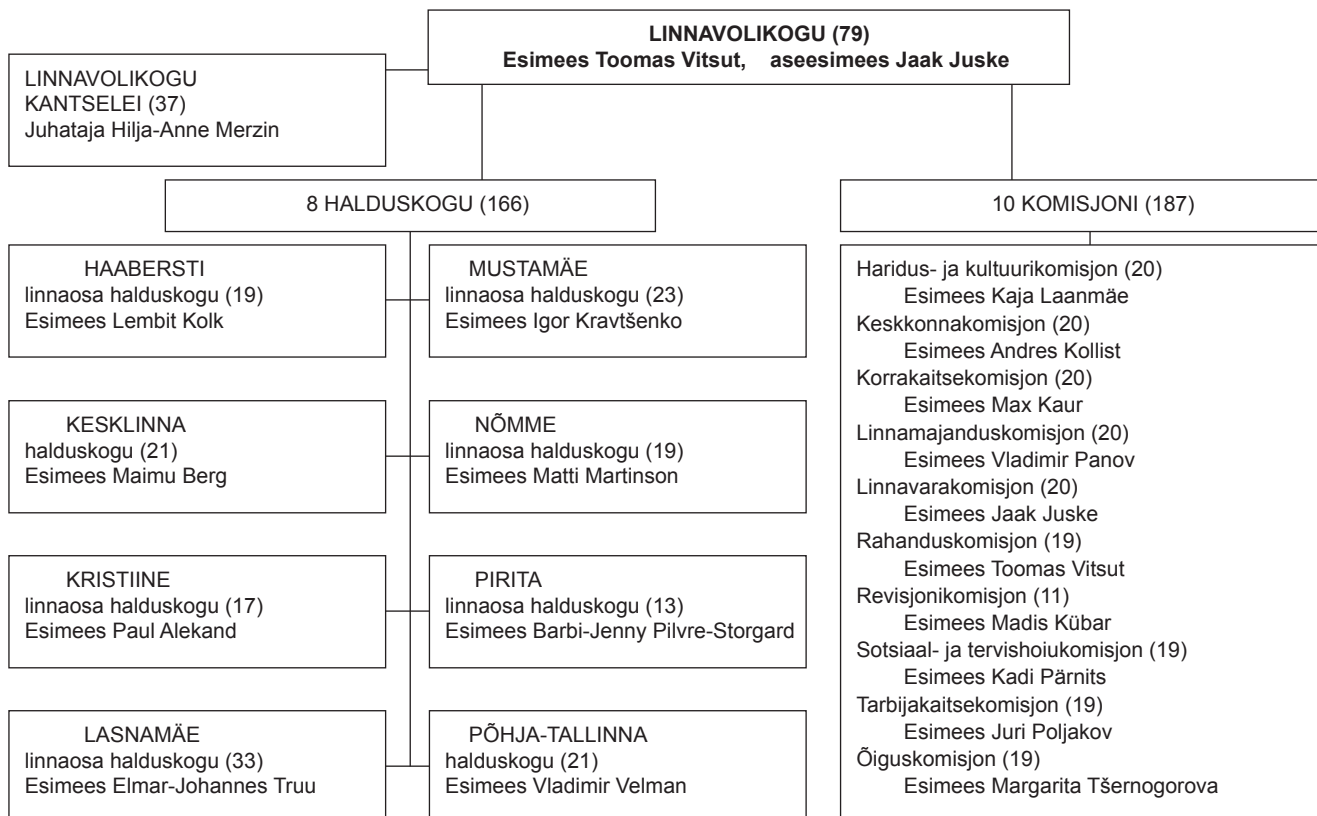 LINNAVOLIKOGU (79)
Esimees Toomas Vitsut, aseesimees Jaak Juske
LINNAVOLIKOGU
KANTSELEI (37)
Juhataja Hilja-Anne Merzin
8 HALDUSKOGU (166)
10 KOMISJONI (187)
HAABERSTI
linnaosa halduskogu (19)
Esimees Lembit Kolk
MUSTAMÄE
linnaosa halduskogu (23)
Esimees Igor Kravtšenko
KESKLINNA
halduskogu (21)
Esimees Maimu Berg
NÕMME
linnaosa halduskogu (19)
Esimees Matti Martinson
KRISTIINE
linnaosa halduskogu (17)
Esimees Paul Alekand
PIRITA
linnaosa halduskogu (13)
Esimees Barbi-Jenny Pilvre-Storgard
LASNAMÄE
linnaosa halduskogu (33)
Esimees Elmar-Johannes Truu
PÕHJA-TALLINNA
halduskogu (21)
Esimees Vladimir Velman
Haridus- ja kultuurikomisjon (20)
Esimees Kaja Laanmäe
Keskkonnakomisjon (20)
Esimees Andres Kollist
Korrakaitsekomisjon (20)
Esimees Max Kaur
Linnamajanduskomisjon (20)
Esimees Vladimir Panov
Linnavarakomisjon (20)
Esimees Jaak Juske
Rahanduskomisjon (19)
Esimees Toomas Vitsut
Revisjonikomisjon (11)
Esimees Madis Kübar
Sotsiaal- ja tervishoiukomisjon (19)
Esimees Kadi Pärnits
Tarbijakaitsekomisjon (19)
Esimees Juri Poljakov
Õiguskomisjon (19)
Esimees Margarita Tšernogorova